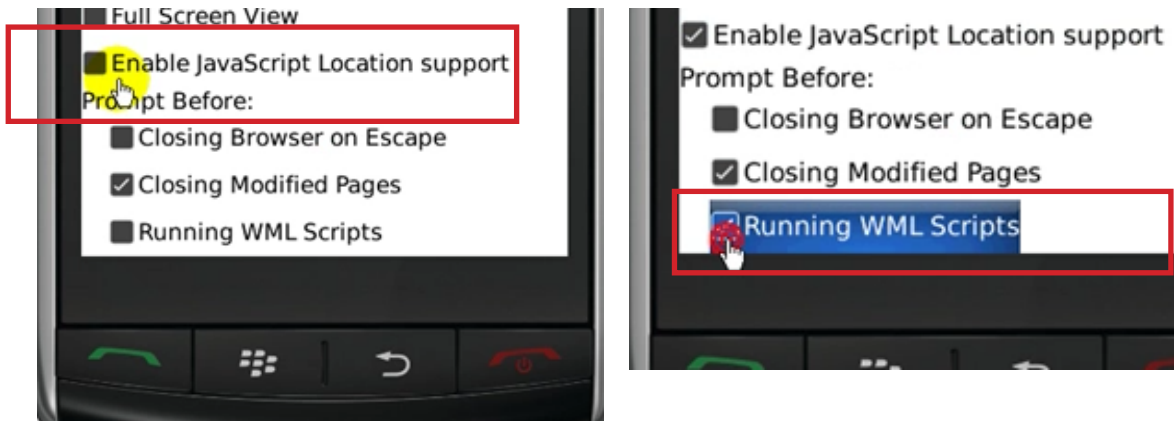 Full Screen View
Enable JavaScript Location support
Prompt Before:
Closing Browser on Escape
Closing Modified Pages
Running WML Scripts
Enable JavaScript Location support
Prompt Before:
Closing Browser on Escape
Closing Modified Pages
Running WML Scripts